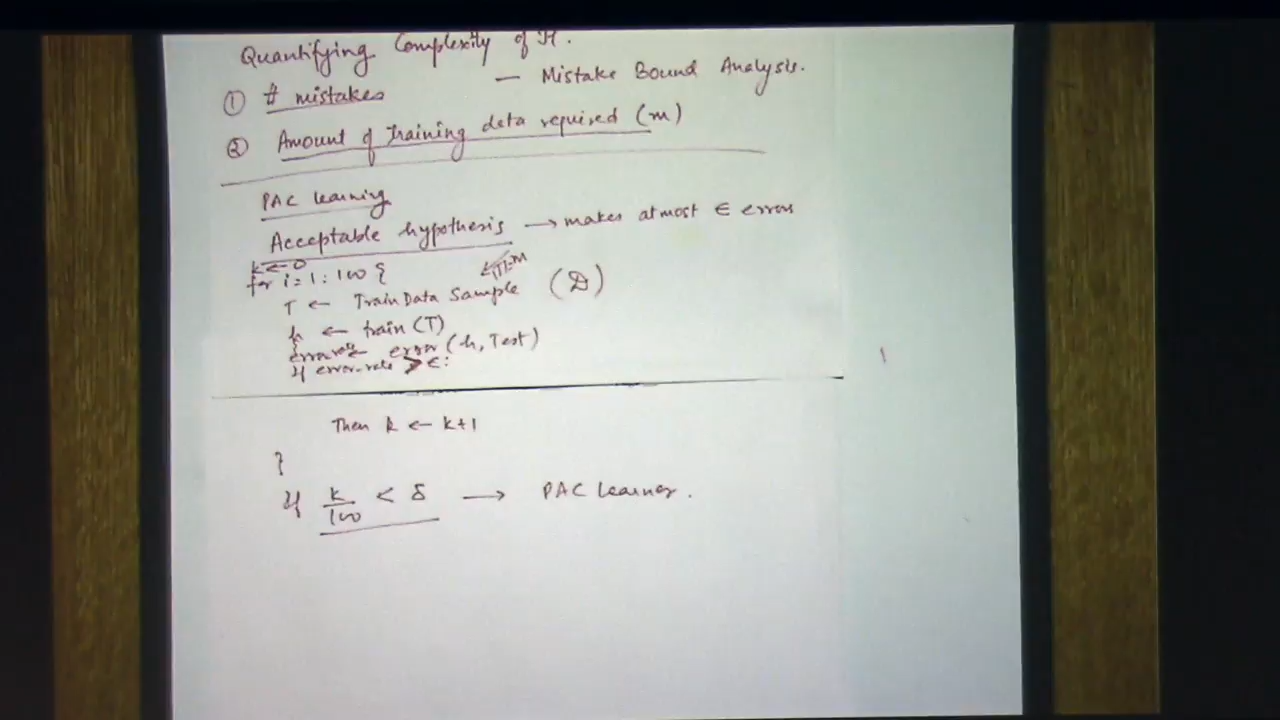 Quantifying Complexity of H.
① # mistakes — Mistake Bound Analysis.
② Amount of training data required (m)
PAC learning
Acceptable hypothesis → makes atmost ∈ error
k ← 0
for i = 1 : 100 {
|T|=m
T ← Train Data Sample (D)
h ← train (T)
error rate ← error (h, Test)
If error-rate > ∈:
Then k ← k+1
}
If k/100 < δ → PAC learner.